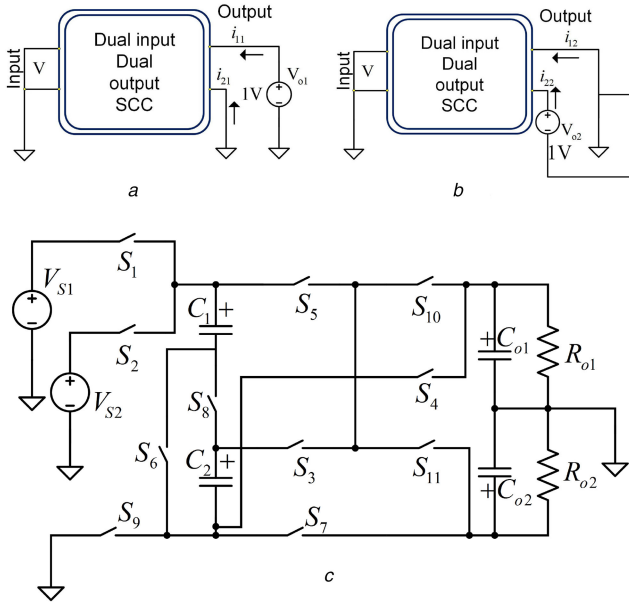 Output
Input
V
Dual input
Dual
output
SCC
i11
i21
1V
Vo1
a
Output
Input
V
Dual input
Dual
output
SCC
i12
i22
Vo2
1V
b
VS1
S1
VS2
S2
C1 +
S5
S10
+ Co1
Ro1
S8
S4
S6
C2 +
S3
S11
+ Co2
Ro2
S9
S7
c